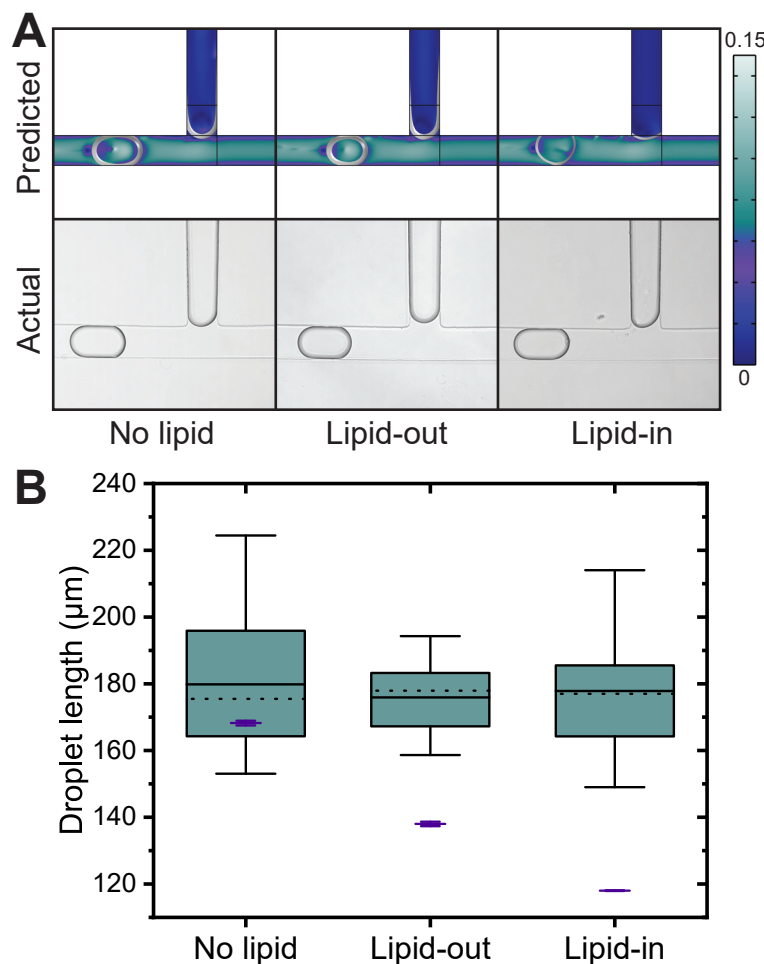 A
Predicted
Actual
0.15
0
No lipid
Lipid-out
Lipid-in
B
Droplet length (µm)
240
220
200
180
160
140
120
No lipid
Lipid-out
Lipid-in